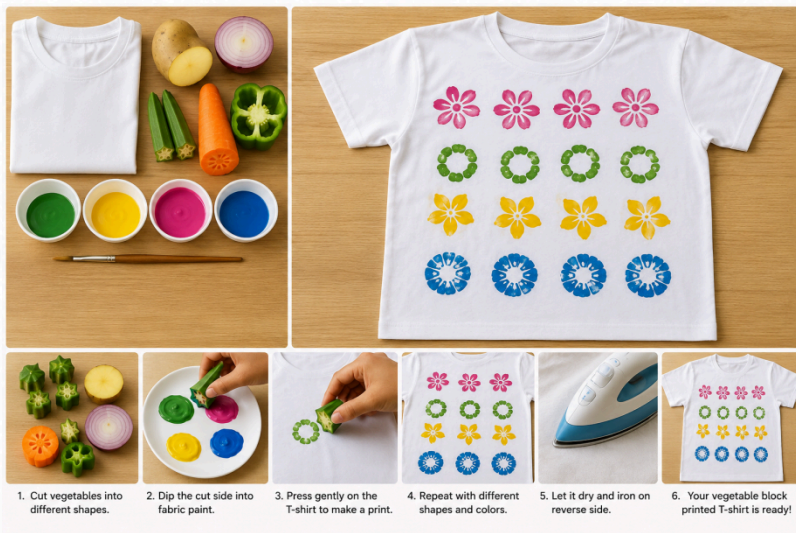 1. Cut vegetables into
different shapes.
2. Dip the cut side into
fabric paint.
3. Press gently on the
T-shirt to make a print.
4. Repeat with different
shapes and colors.
5. Let it dry and iron on
reverse side.
6. Your vegetable block
printed T-shirt is ready!